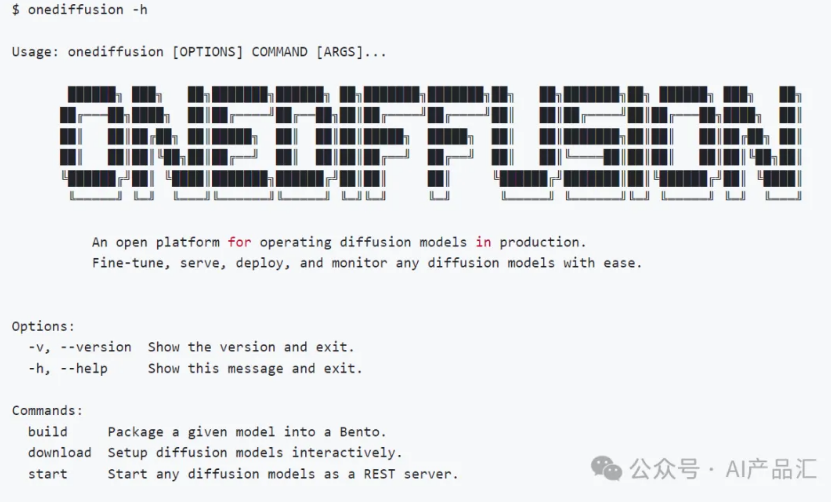 $ onediffusion -h
Usage: onediffusion [OPTIONS] COMMAND [ARGS]...
ONEDIFFUSION
An open platform for operating diffusion models in production.
Fine-tune, serve, deploy, and monitor any diffusion models with ease.
Options:
-v, --version  Show the version and exit.
-h, --help     Show this message and exit.
Commands:
build     Package a given model into a Bento.
download  Setup diffusion models interactively.
start     Start any diffusion models as a REST server.
公众号 · AI产品汇